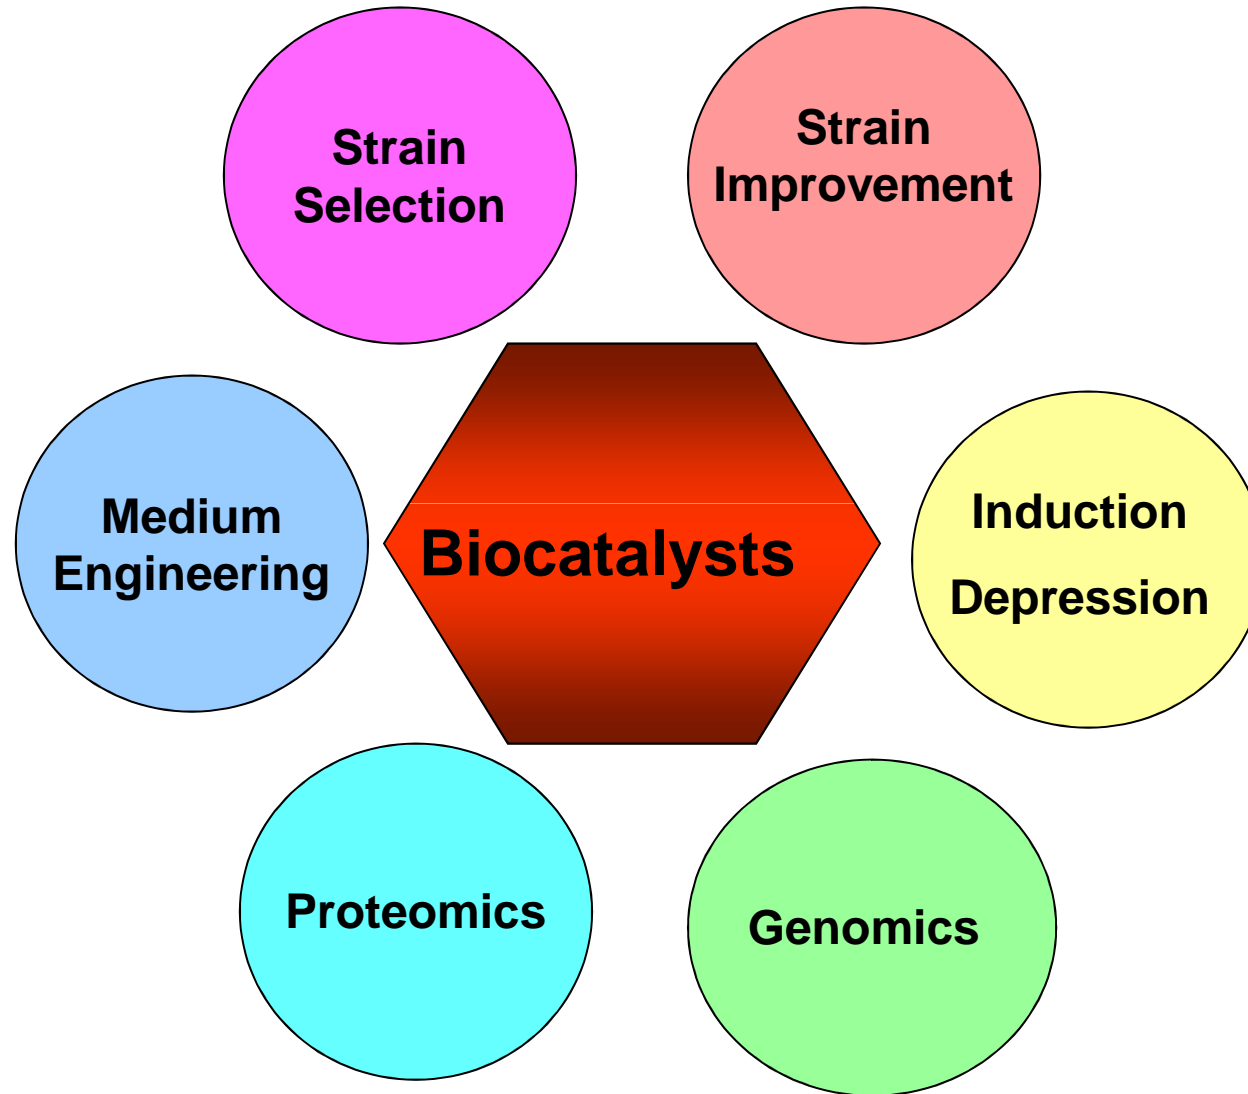 Strain
Selection
Strain
Improvement
Medium
Engineering
Biocatalysts
Induction
Depression
Proteomics
Genomics